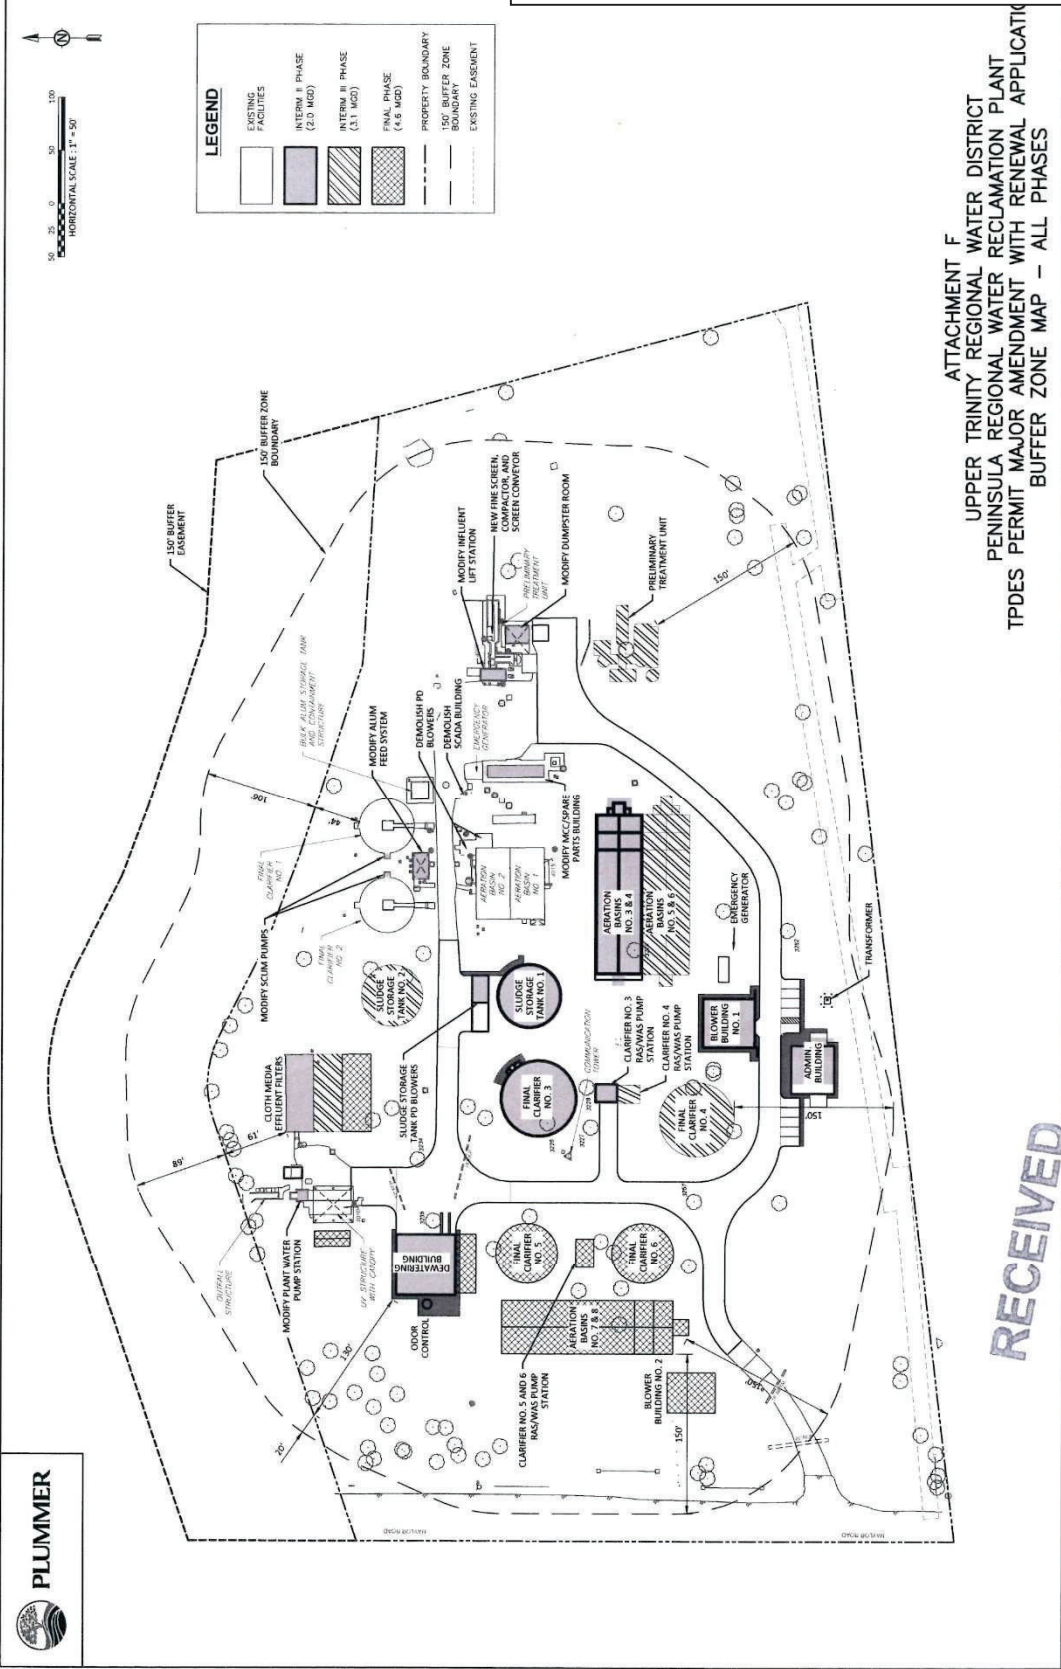 PLUMMER
N
50 25 0 50 100
HORIZONTAL SCALE : 1" = 50'
LEGEND
EXISTING
FACILITIES
INTERIM II PHASE
(2.0 MGD)
INTERIM III PHASE
(3.1 MGD)
FINAL PHASE
(4.6 MGD)
PROPERTY BOUNDARY
150' BUFFER ZONE
BOUNDARY
EXISTING EASEMENT
150' BUFFER
EASEMENT
150' BUFFER ZONE
BOUNDARY
20'
130'
89'
61'
106'
44'
OUTFALL
STRUCTURE
MODIFY PLANT WATER
PUMP STATION
UV STRUCTURE
WITH CANOPY
CLOTH MEDIA
EFFLUENT FILTERS
MODIFY SCUM PUMPS
FINAL
CLARIFIER
NO. 2
FINAL
CLARIFIER
NO. 1
BULK ALUM STORAGE TANK
AND CONTAINMENT
STRUCTURE
MODIFY ALUM
FEED SYSTEM
DEMOLISH PD
BLOWERS
DEMOLISH
SCADA BUILDING
EMERGENCY
GENERATOR
MODIFY INFLUENT
LIFT STATION
NEW FINE SCREEN,
COMPACTOR, AND
SCREEN CONVEYOR
PRELIMINARY
TREATMENT
UNIT
MODIFY DUMPSTER ROOM
PRELIMINARY
TREATMENT UNIT
150'
ODOR
CONTROL
DEWATERING
BUILDING
SLUDGE STORAGE
TANK PD BLOWERS
SLUDGE
STORAGE
TANK NO. 2
SLUDGE
STORAGE
TANK NO. 1
AERATION
BASIN
NO. 2
AERATION
BASIN
NO. 1
MODIFY MCC/SPARE
PARTS BUILDING
FINAL
CLARIFIER
NO. 3
COMMUNICATION
TOWER
CLARIFIER NO. 3
RAS/WAS PUMP
STATION
CLARIFIER NO. 4
RAS/WAS PUMP
STATION
AERATION
BASINS
NO. 3 & 4
AERATION
BASINS
NO. 5 & 6
FINAL
CLARIFIER
NO. 5
FINAL
CLARIFIER
NO. 6
CLARIFIER NO. 5 AND 6
RAS/WAS PUMP
STATION
AERATION
BASINS
NO. 7 & 8
BLOWER
BUILDING NO. 2
150'
150'
FINAL
CLARIFIER
NO. 4
BLOWER
BUILDING
NO. 1
EMERGENCY
GENERATOR
ADMIN.
BUILDING
150'
TRANSFORMER
NAYLOR ROAD
NAYLOR ROAD
RECEIVED
ATTACHMENT F
UPPER TRINITY REGIONAL WATER DISTRICT
PENINSULA REGIONAL WATER RECLAMATION PLANT
TPDES PERMIT MAJOR AMENDMENT WITH RENEWAL APPLICATIO
BUFFER ZONE MAP – ALL PHASES